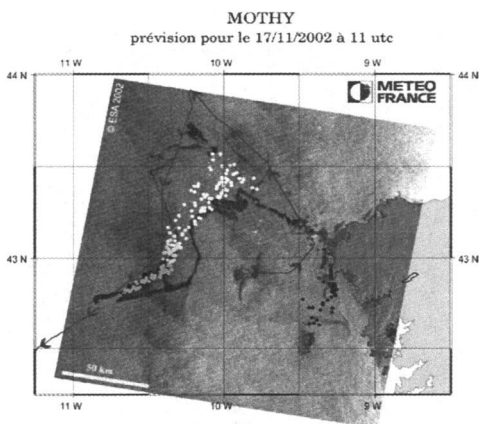 MOTHY
prévision pour le 17/11/2002 à 11 utc
11 W 10 W 9 W
44 N 44 N
© ESA 2002
METEO
FRANCE
43 N 43 N
50 km
11 W 10 W 9 W